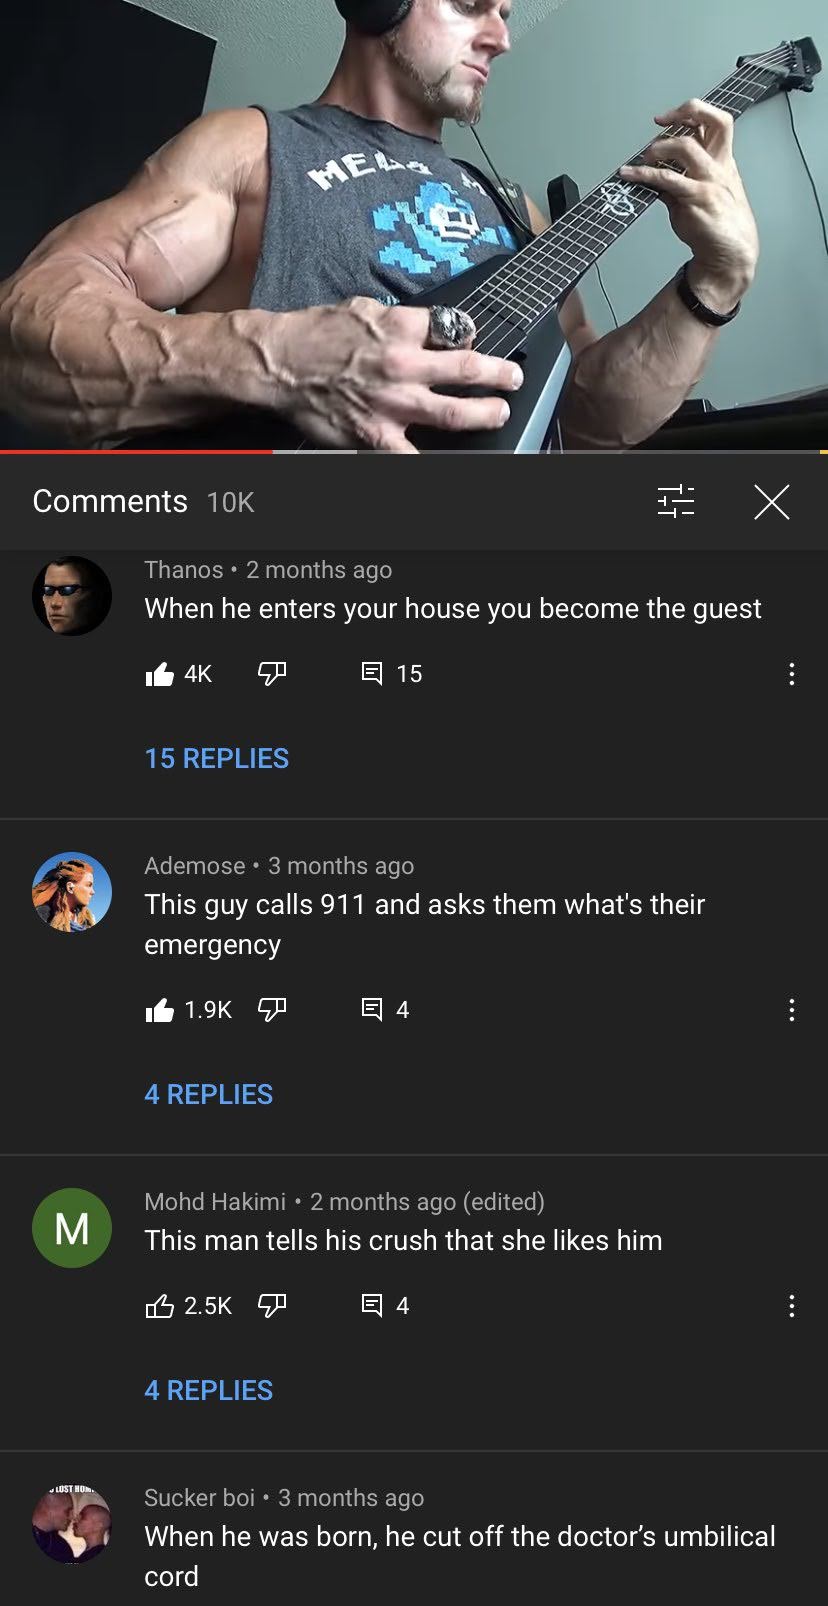 MEGA M
Comments 10K
Thanos • 2 months ago
When he enters your house you become the guest
4K 15
15 REPLIES
Ademose • 3 months ago
This guy calls 911 and asks them what's their
emergency
1.9K 4
4 REPLIES
M
Mohd Hakimi • 2 months ago (edited)
This man tells his crush that she likes him
2.5K 4
4 REPLIES
LOST
Sucker boi • 3 months ago
When he was born, he cut off the doctor’s umbilical
cord